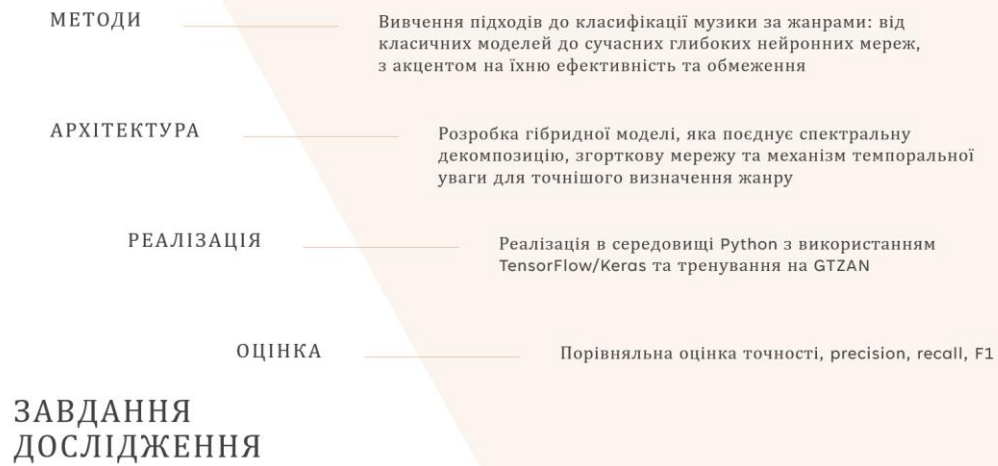 МЕТОДИ
Вивчення підходів до класифікації музики за жанрами: від
класичних моделей до сучасних глибоких нейронних мереж,
з акцентом на їхню ефективність та обмеження
АРХІТЕКТУРА
Розробка гібридної моделі, яка поєднує спектральну
декомпозицію, згорткову мережу та механізм темпоральної
уваги для точнішого визначення жанру
РЕАЛІЗАЦІЯ
Реалізація в середовищі Python з використанням
TensorFlow/Keras та тренування на GTZAN
ОЦІНКА
Порівняльна оцінка точності, precision, recall, F1
ЗАВДАННЯ
ДОСЛІДЖЕННЯ